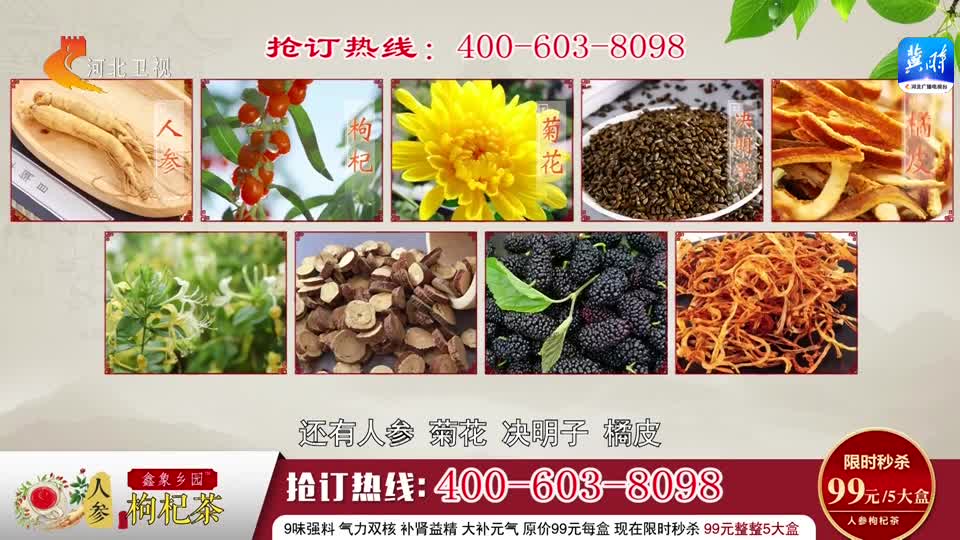 抢订热线：400-603-8098
河北卫视
冀时
河北广播电视台
人参
枸杞
菊花
决明子
橘皮
还有人参 菊花 决明子 橘皮
鑫象乡园
人参
枸杞茶
抢订热线:400-603-8098
9味强料 气力双核 补肾益精 大补元气 原价99元每盒 现在限时秒杀 99元整整5大盒
限时秒杀
99元/5大盒
人参枸杞茶